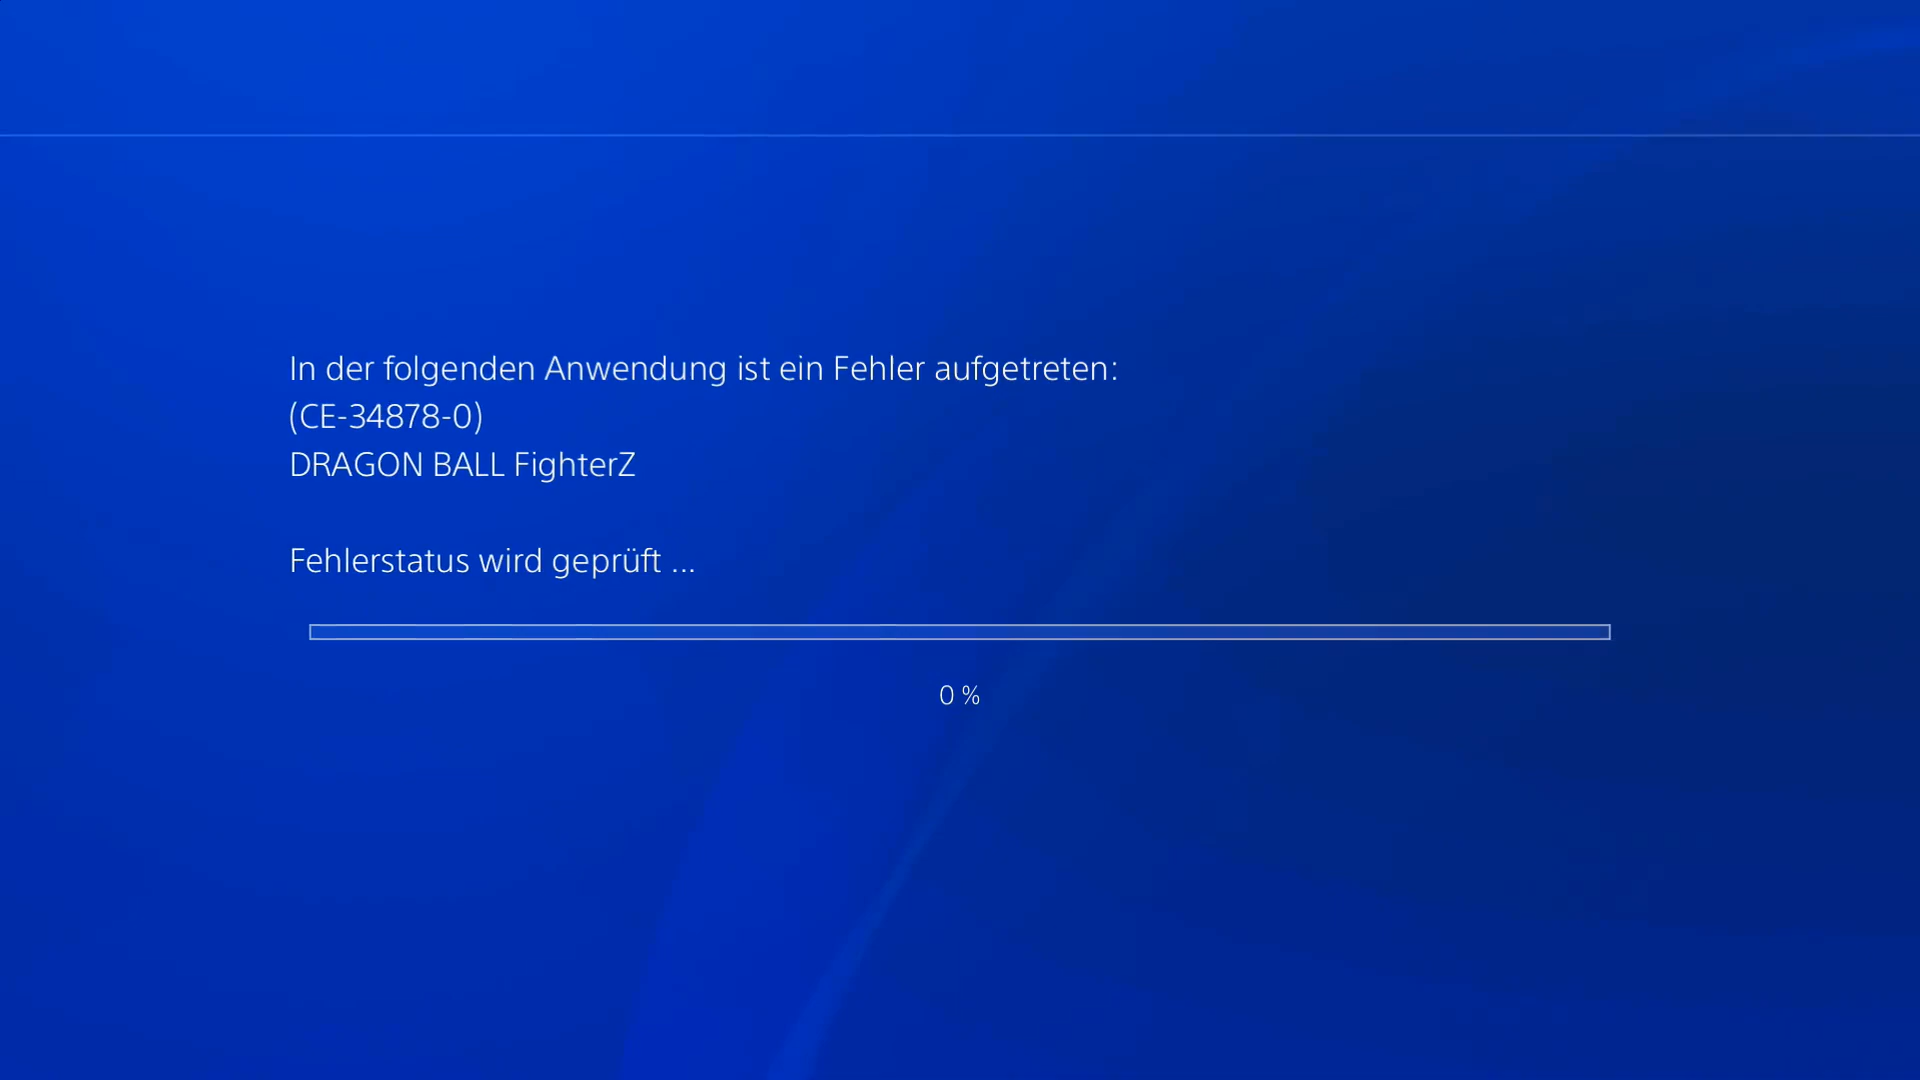 In der folgenden Anwendung ist ein Fehler aufgetreten:
(CE-34878-0)
DRAGON BALL FighterZ
Fehlerstatus wird geprüft ...
0 %